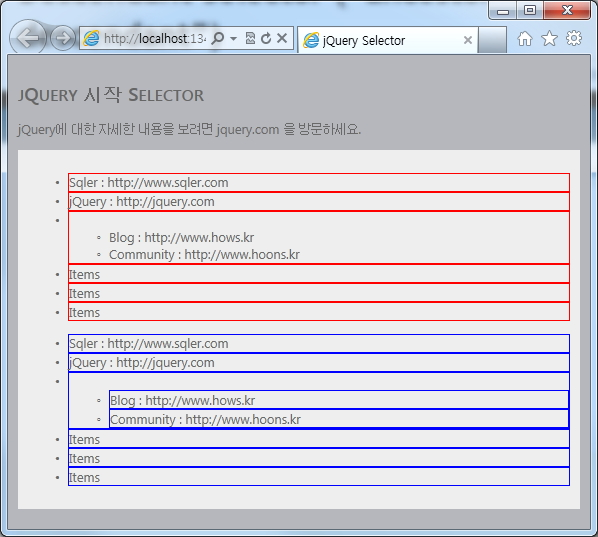 http://localhost:134
jQuery Selector
JQUERY 시작 SELECTOR
jQuery에 대한 자세한 내용을 보려면 jquery.com 을 방문하세요.
Sqler : http://www.sqler.com
jQuery : http://jquery.com
Blog : http://www.hows.kr
Community : http://www.hoons.kr
Items
Items
Items
Sqler : http://www.sqler.com
jQuery : http://jquery.com
Blog : http://www.hows.kr
Community : http://www.hoons.kr
Items
Items
Items